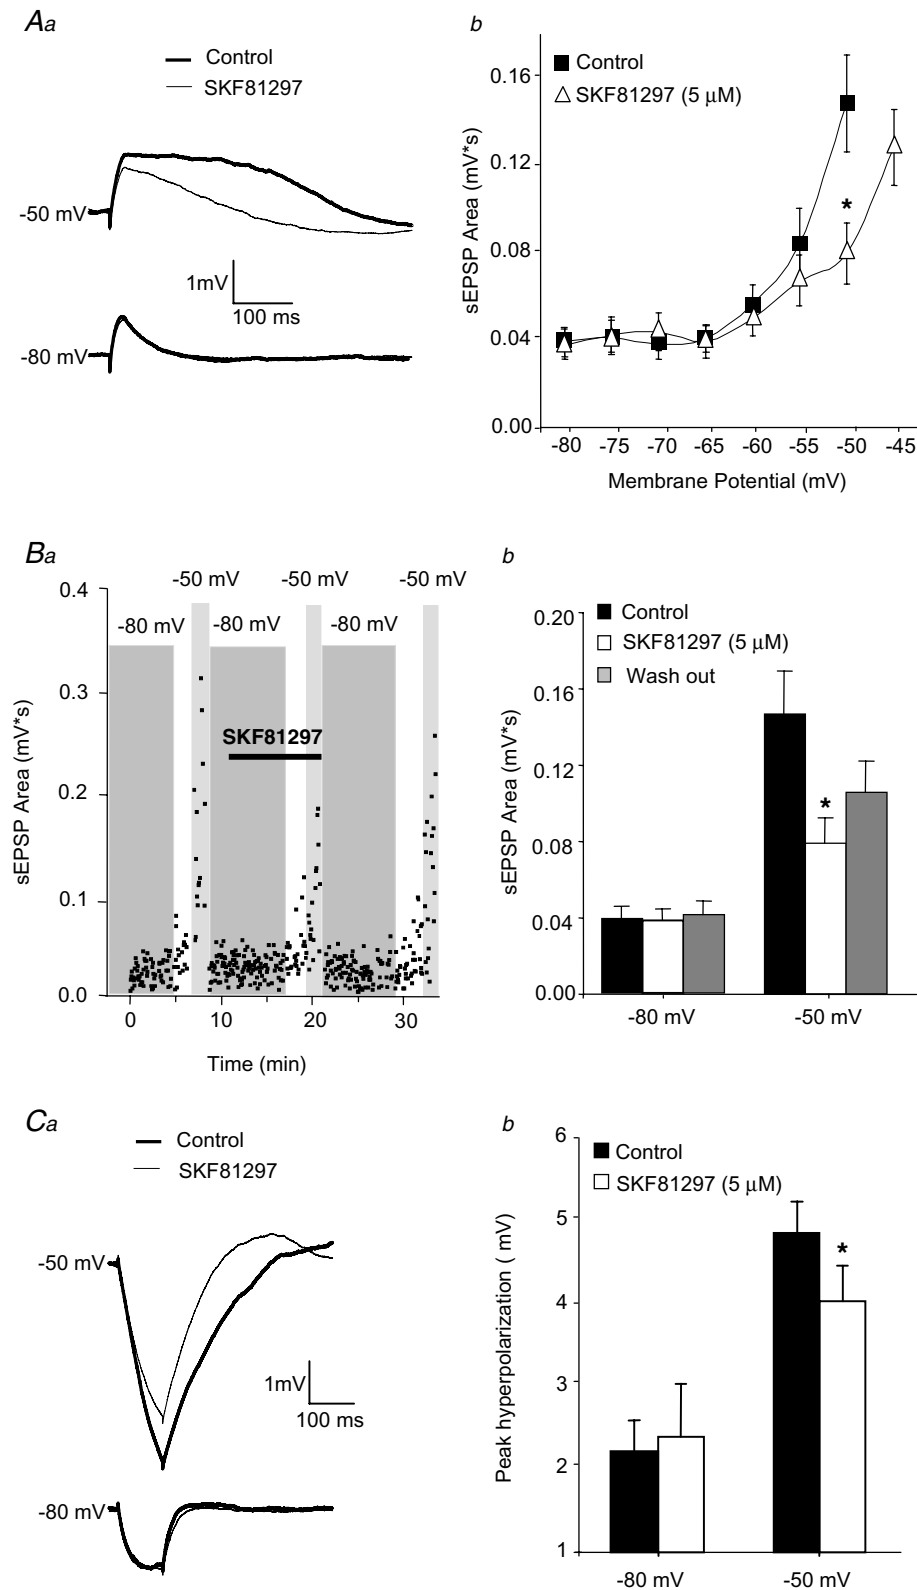 Aa
Control
SKF81297
-50 mV
1mV
100 ms
-80 mV
b
Control
SKF81297 (5 μM)
sEPSP Area (mV*s)
0.16
0.12
0.08
0.04
0.00
*
-80 -75 -70 -65 -60 -55 -50 -45
Membrane Potential (mV)
Ba
-50 mV -50 mV -50 mV
-80 mV -80 mV -80 mV
SKF81297
sEPSP Area (mV*s)
0.4
0.3
0.2
0.1
0.0
0 10 20 30
Time (min)
b
Control
SKF81297 (5 μM)
Wash out
sEPSP Area (mV*s)
0.20
0.16
0.12
0.08
0.04
0.00
*
-80 mV -50 mV
Ca
Control
SKF81297
-50 mV
1mV
100 ms
-80 mV
b
Control
SKF81297 (5 μM)
Peak hyperpolarization ( mV)
6
5
4
3
2
1
*
-80 mV -50 mV